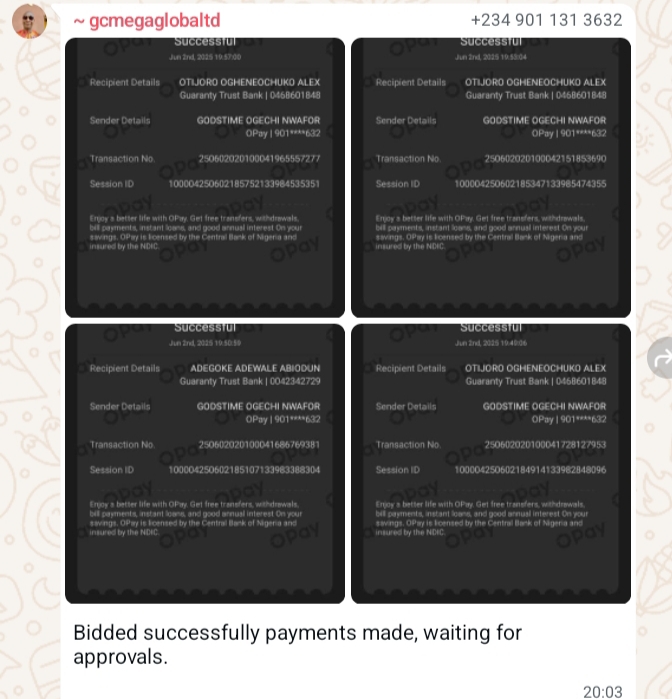 ~ gcmegaglobaltd
+234 901 131 3632
Successful
Jun 2nd, 2025 19:57:00
Recipient Details OTIJORO OGHENEOCHUKO ALEX
Guaranty Trust Bank | 0468601848
Sender Details GODSTIME OGECHI NWAFOR
OPay | 901****632
Transaction No. 250602020100041965557277
Session ID 100004250602185752133984535351
Enjoy a better life with OPay. Get free transfers, withdrawals,
bill payments, instant loans, and good annual interest On your
savings. OPay is licensed by the Central Bank of Nigeria and
insured by the NDIC.
Successful
Jun 2nd, 2025 19:53:04
Recipient Details OTIJORO OGHENEOCHUKO ALEX
Guaranty Trust Bank | 0468601848
Sender Details GODSTIME OGECHI NWAFOR
OPay | 901****632
Transaction No. 250602020100042151853690
Session ID 100004250602185347133985474355
Enjoy a better life with OPay. Get free transfers, withdrawals,
bill payments, instant loans, and good annual interest On your
savings. OPay is licensed by the Central Bank of Nigeria and
insured by the NDIC.
Successful
Jun 2nd, 2025 19:50:59
Recipient Details ADEGOKE ADEWALE ABIODUN
Guaranty Trust Bank | 0042342729
Sender Details GODSTIME OGECHI NWAFOR
OPay | 901****632
Transaction No. 250602020100041686769381
Session ID 100004250602185107133983388304
Enjoy a better life with OPay. Get free transfers, withdrawals,
bill payments, instant loans, and good annual interest On your
savings. OPay is licensed by the Central Bank of Nigeria and
insured by the NDIC.
Successful
Jun 2nd, 2025 19:49:06
Recipient Details OTIJORO OGHENEOCHUKO ALEX
Guaranty Trust Bank | 0468601848
Sender Details GODSTIME OGECHI NWAFOR
OPay | 901****632
Transaction No. 250602020100041728127953
Session ID 100004250602184914133982848096
Enjoy a better life with OPay. Get free transfers, withdrawals,
bill payments, instant loans, and good annual interest On your
savings. OPay is licensed by the Central Bank of Nigeria and
insured by the NDIC.
Bidded successfully payments made, waiting for
approvals.
20:03